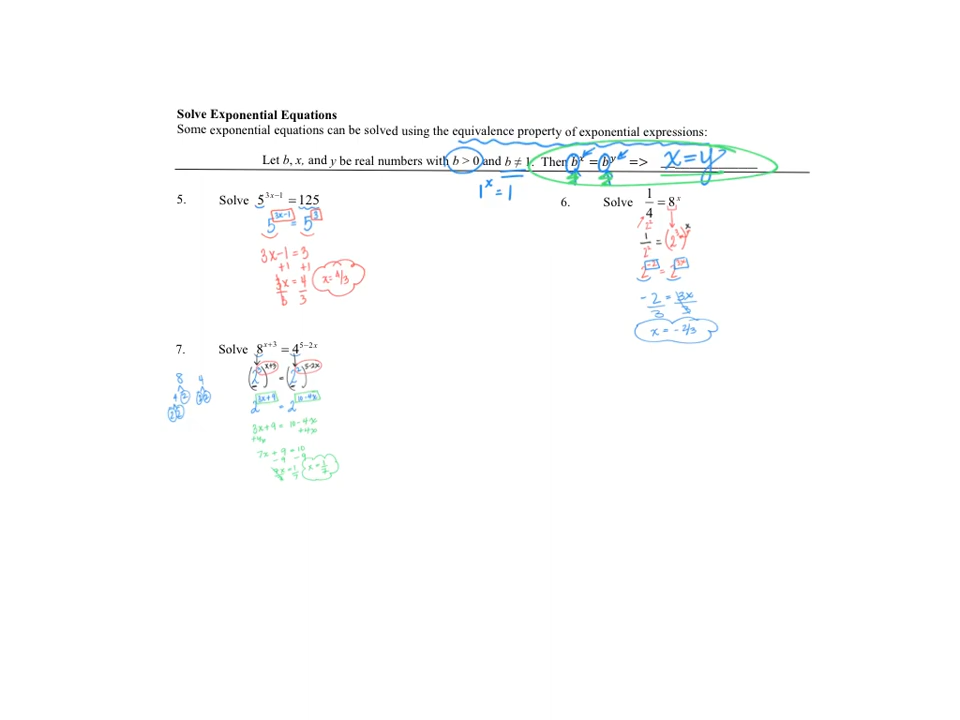 Solve Exponential Equations
Some exponential equations can be solved using the equivalence property of exponential expressions:
Let b, x, and y be real numbers with b > 0 and b ≠ 1. Then b^x = b^y => x = y
1^x = 1
5. Solve 5^(3x−1) = 125
5^(3x-1) = 5^3
3x-1 = 3
+1 +1
3x = 4
3 3
x = 4/3
6. Solve 1/4 = 8^x
2^2
1/2^2 = (2^3)^x
2^-2 = 2^3x
-2 = 3x
3 3
x = -2/3
7. Solve 8^(x+3) = 4^(5−2x)
8 4
4 2 2 2
2 2
(2^3)^(x+3) = (2^2)^(5-2x)
2^(3x+9) = 2^(10-4x)
3x+9 = 10-4x
+4x +4x
7x + 9 = 10
-9 -9
7x = 1
7 7
x = 1/7